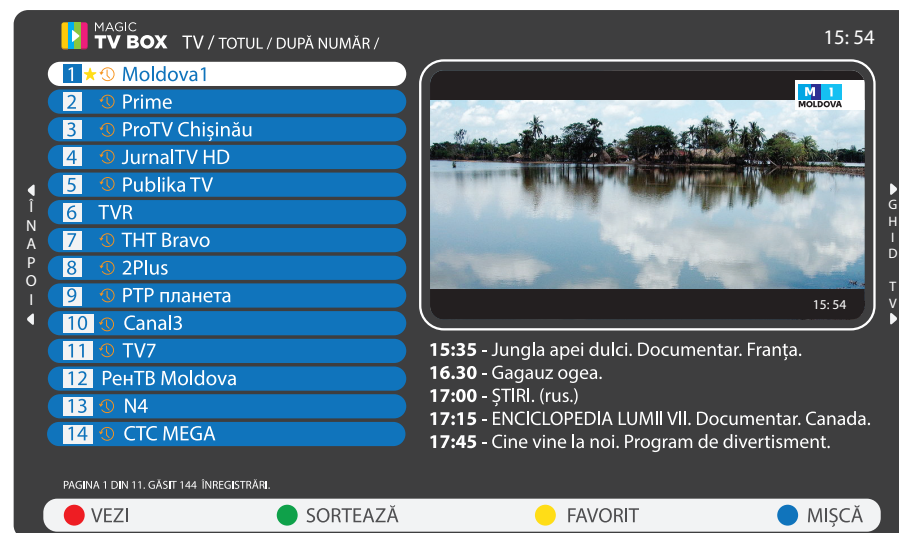 MAGIC
TV BOX
TV / TOTUL / DUPĂ NUMĂR /
15: 54
1 Moldova1
2 Prime
3 ProTV Chișinău
4 JurnalTV HD
5 Publika TV
6 TVR
7 ТНТ Bravo
8 2Plus
9 РТР планета
10 Canal3
11 TV7
12 РенТВ Moldova
13 N4
14 СТС MEGA
ÎNAPOI
M 1
MOLDOVA
15: 54
GHID TV
15:35 - Jungla apei dulci. Documentar. Franța.
16.30 - Gagauz ogea.
17:00 - ȘTIRI. (rus.)
17:15 - ENCICLOPEDIA LUMII VII. Documentar. Canada.
17:45 - Cine vine la noi. Program de divertisment.
PAGINA 1 DIN 11. GĂSIT 144 ÎNREGISTRĂRI.
VEZI
SORTEAZĂ
FAVORIT
MIȘCĂ